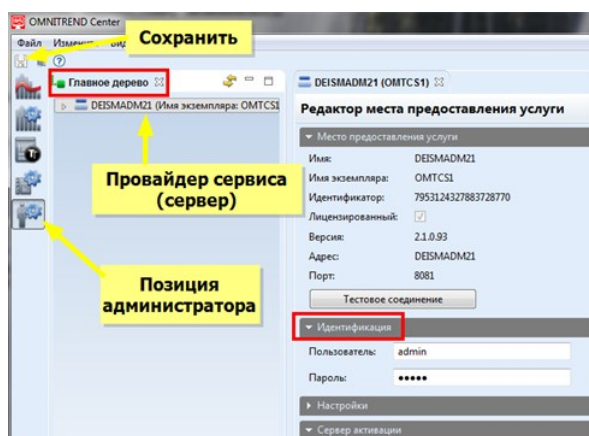 OMNITREND Center
Файл
Сохранить
Главное дерево
DEISMADM21 (Имя экземпляра: OMTCS1
Провайдер сервиса
(сервер)
Позиция
администратора
DEISMADM21 (OMTCS1)
Редактор места предоставления услуги
Место предоставления услуги
Имя: DEISMADM21
Имя экземпляра: OMTCS1
Идентификатор: 7953124327883728770
Лицензированный:
Версия: 2.1.0.93
Адрес: DEISMADM21
Порт: 8081
Тестовое соединение
Идентификация
Пользователь: admin
Пароль: •••••
Настройки
Сервер активации